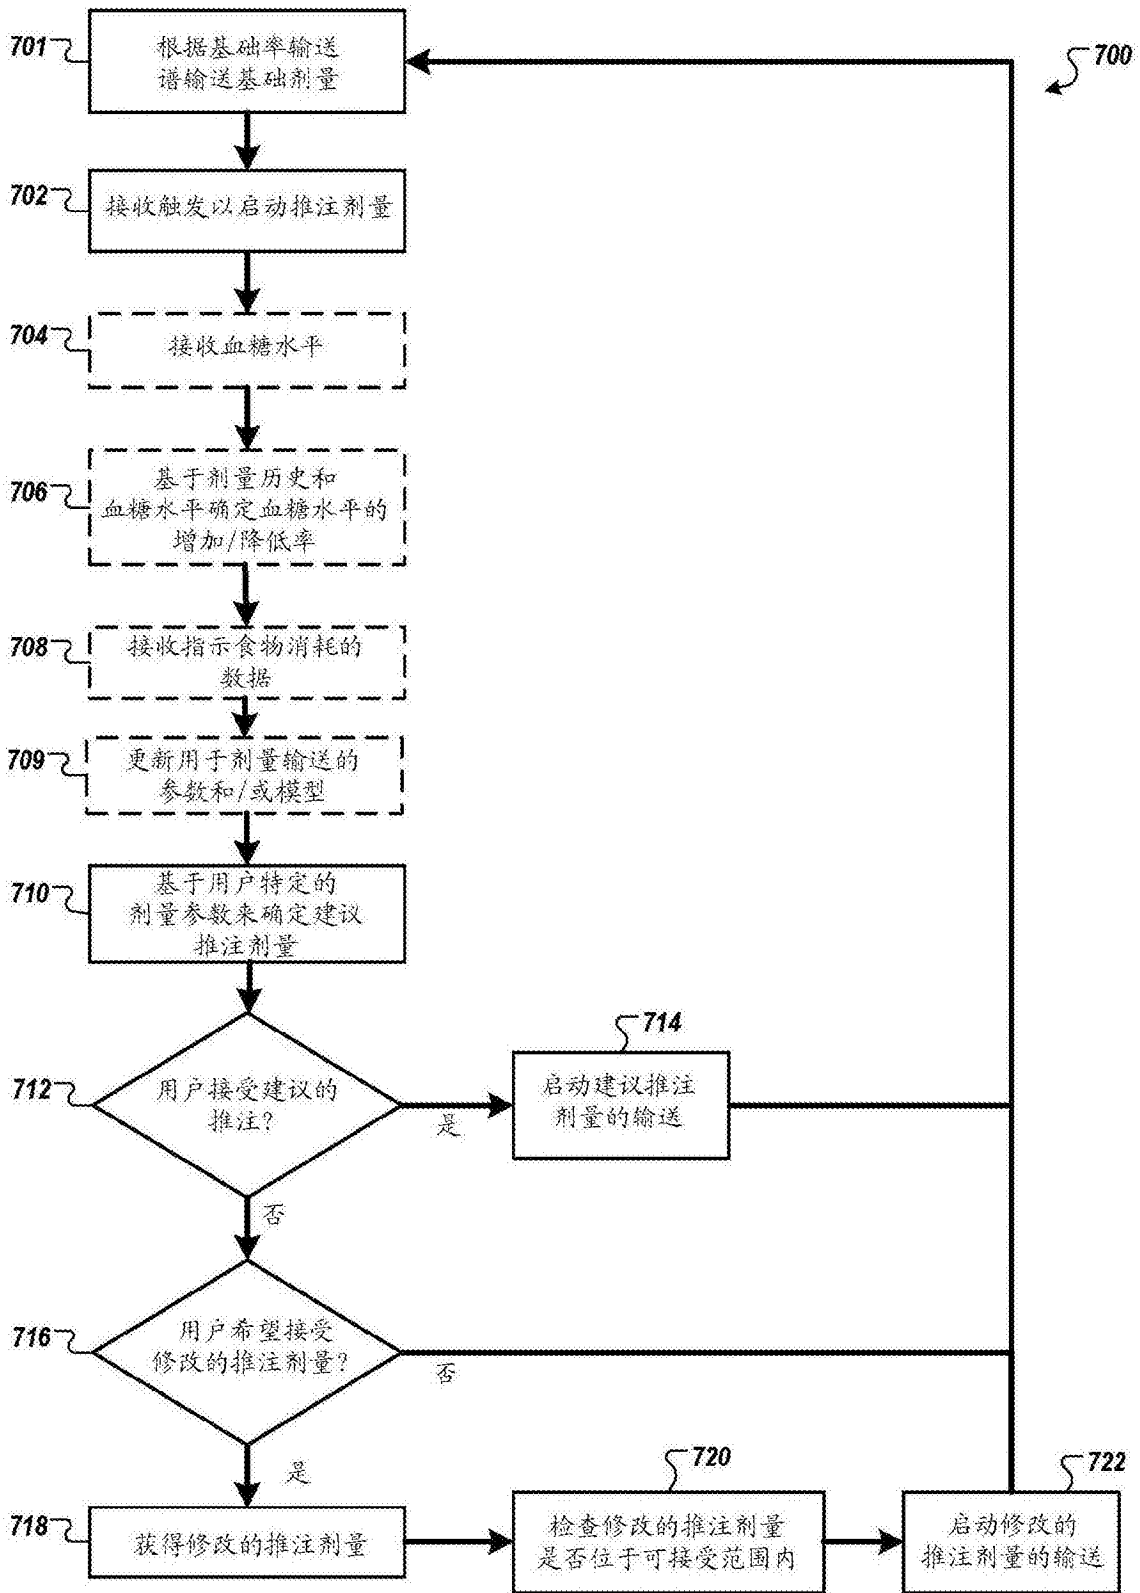 701
根据基础率输送
谱输送基础剂量
700
702
接收触发以启动推注剂量
704
接收血糖水平
706
基于剂量历史和
血糖水平确定血糖水平的
增加/降低率
708
接收指示食物消耗的
数据
709
更新用于剂量输送的
参数和/或模型
710
基于用户特定的
剂量参数来确定建议
推注剂量
712
用户接受建议的
推注?
是
714
启动建议推注
剂量的输送
否
716
用户希望接受
修改的推注剂量?
否
是
718
获得修改的推注剂量
720
检查修改的推注剂量
是否位于可接受范围内
722
启动修改的
推注剂量的输送